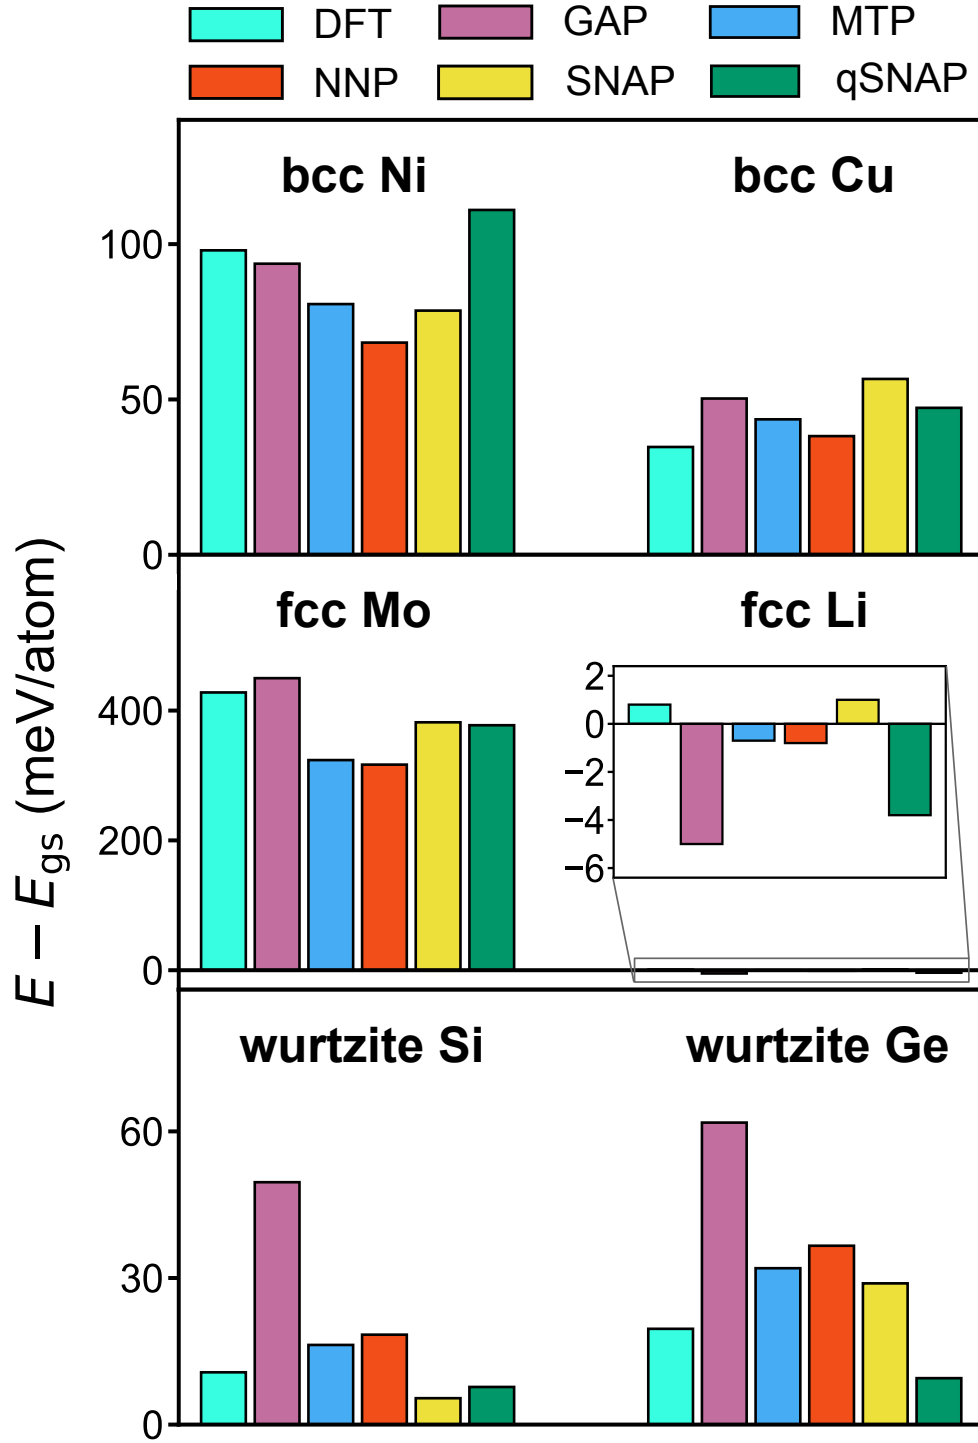 DFT GAP MTP
NNP SNAP qSNAP
bcc Ni bcc Cu
100
50
0
fcc Mo fcc Li
400
200
0
2
0
−2
−4
−6
E − Egs (meV/atom)
wurtzite Si wurtzite Ge
60
30
0